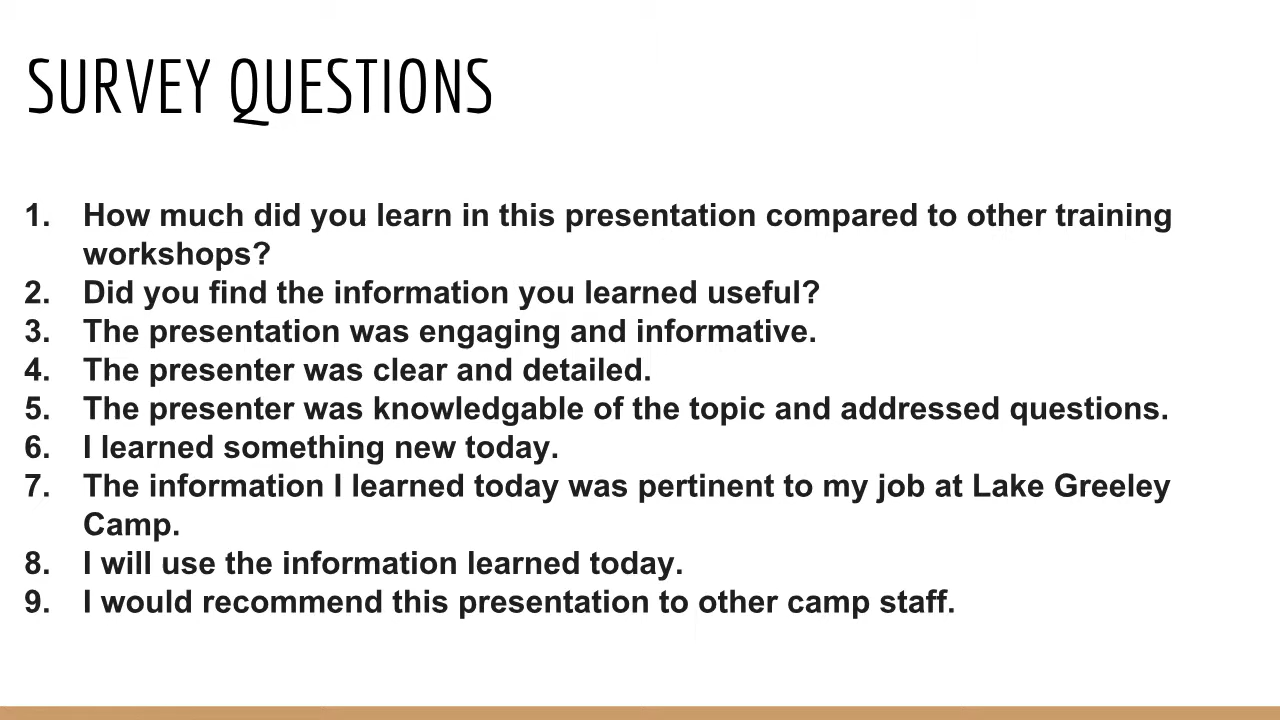 SURVEY QUESTIONS
1. How much did you learn in this presentation compared to other training
workshops?
2. Did you find the information you learned useful?
3. The presentation was engaging and informative.
4. The presenter was clear and detailed.
5. The presenter was knowledgable of the topic and addressed questions.
6. I learned something new today.
7. The information I learned today was pertinent to my job at Lake Greeley
Camp.
8. I will use the information learned today.
9. I would recommend this presentation to other camp staff.